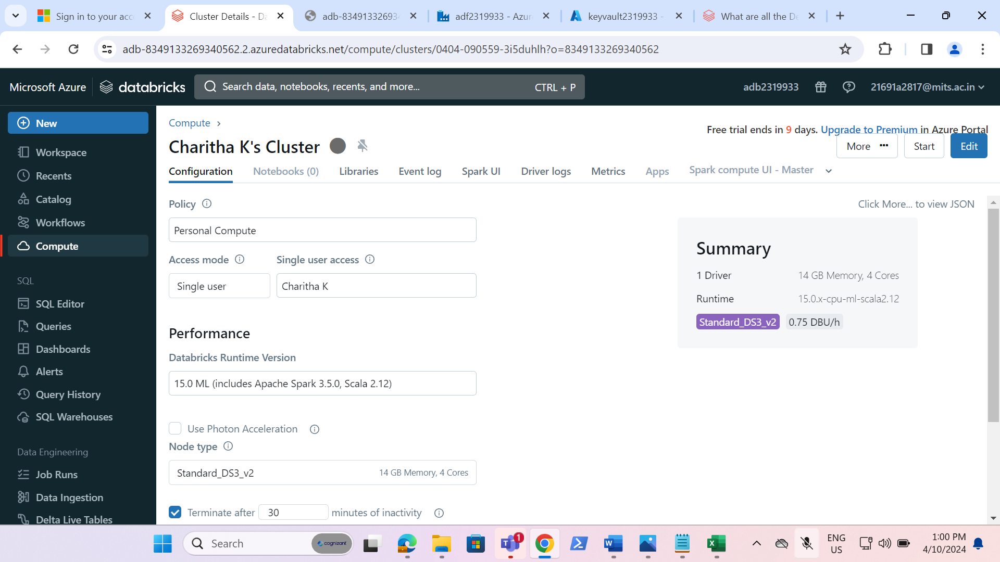 Sign in to your acc
Cluster Details - Da
adb-83491332693
adf2319933 - Azur
keyvault2319933 -
What are all the De
adb-8349133269340562.2.azuredatabricks.net/compute/clusters/0404-090559-3i5duhlh?o=8349133269340562
Microsoft Azure
databricks
Search data, notebooks, recents, and more...
CTRL + P
adb2319933
21691a2817@mits.ac.in
New
Workspace
Recents
Catalog
Workflows
Compute
SQL
SQL Editor
Queries
Dashboards
Alerts
Query History
SQL Warehouses
Data Engineering
Job Runs
Data Ingestion
Delta Live Tables
Compute
Free trial ends in 9 days. Upgrade to Premium in Azure Portal
Charitha K's Cluster
More
Start
Edit
Configuration
Notebooks (0)
Libraries
Event log
Spark UI
Driver logs
Metrics
Apps
Spark compute UI - Master
Policy
Click More... to view JSON
Personal Compute
Access mode
Single user access
Single user
Charitha K
Performance
Databricks Runtime Version
15.0 ML (includes Apache Spark 3.5.0, Scala 2.12)
Use Photon Acceleration
Node type
Standard_DS3_v2
14 GB Memory, 4 Cores
Terminate after 30 minutes of inactivity
Summary
1 Driver
14 GB Memory, 4 Cores
Runtime
15.0.x-cpu-ml-scala2.12
Standard_DS3_v2
0.75 DBU/h
Search
cognizant
1
ENG
US
1:00 PM
4/10/2024